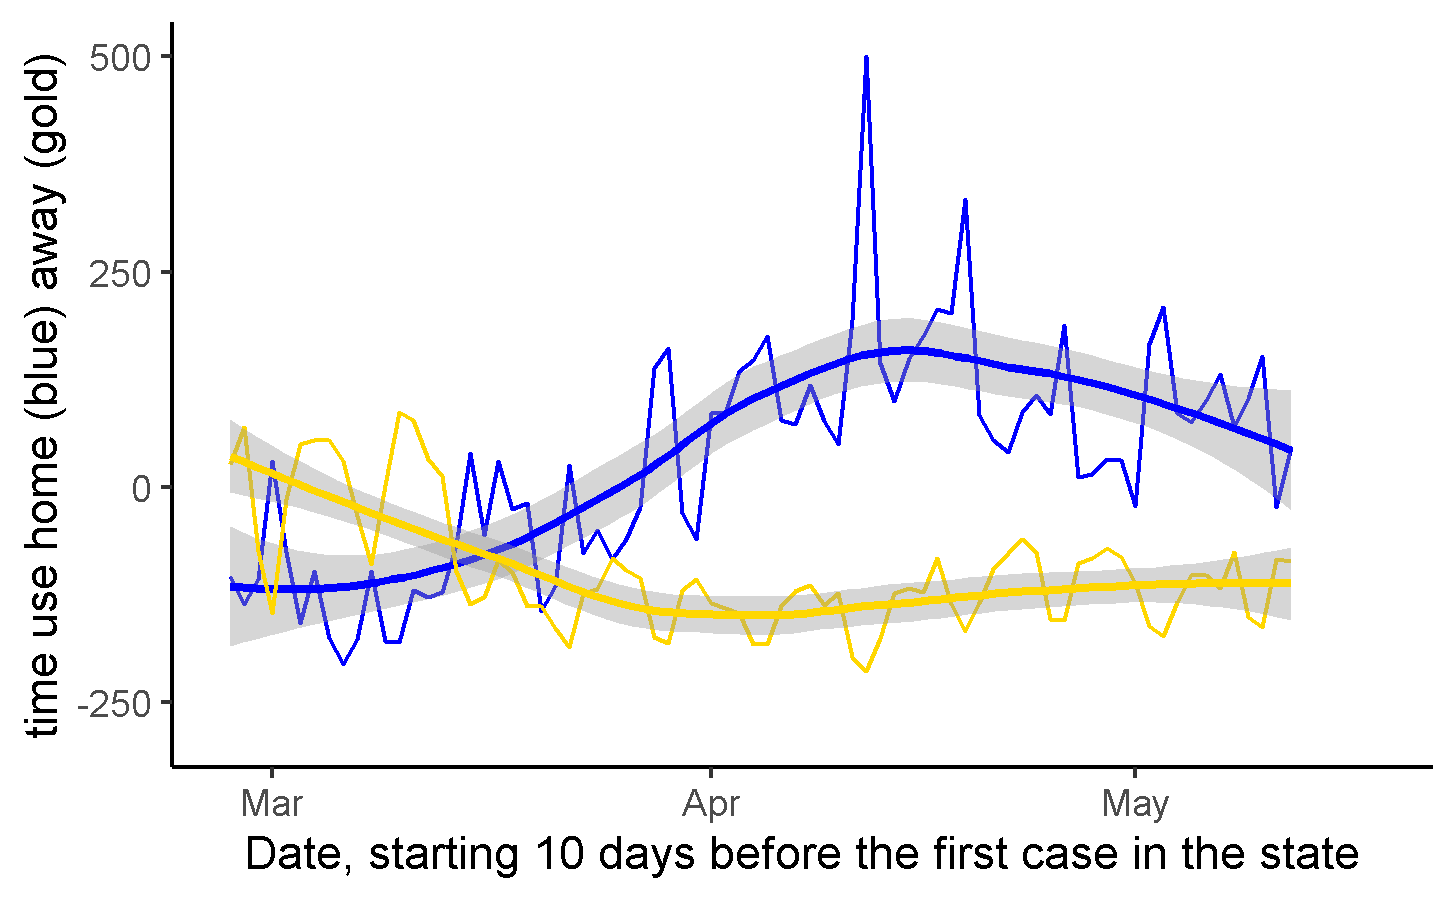 time use home (blue) away (gold)
500
250
0
-250
Mar
Apr
May
Date, starting 10 days before the first case in the state